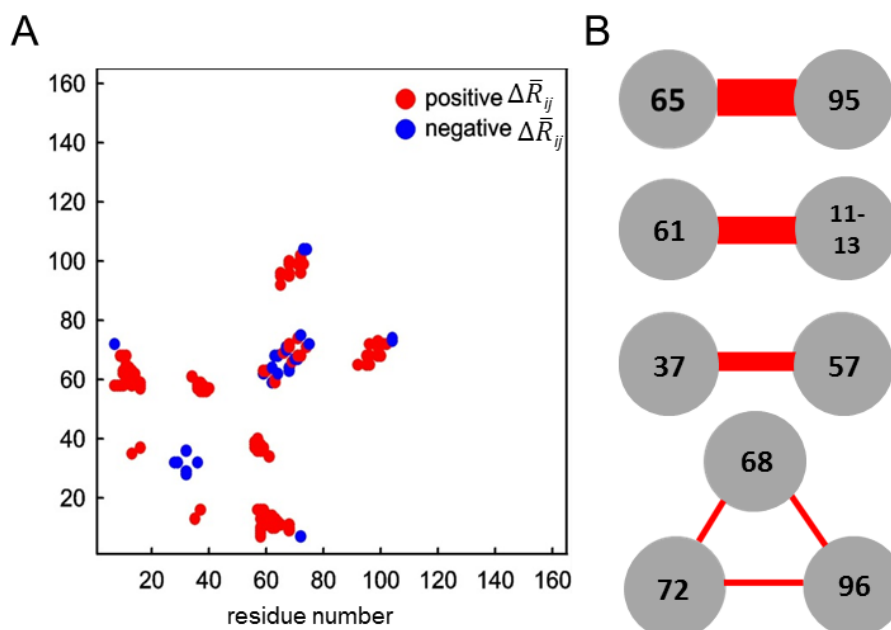 A
160
140
120
100
80
60
40
20
20 40 60 80 100 120 140 160
residue number
positive ΔR̄ij
negative ΔR̄ij
B
65 95
61 11-
13
37 57
68
72 96